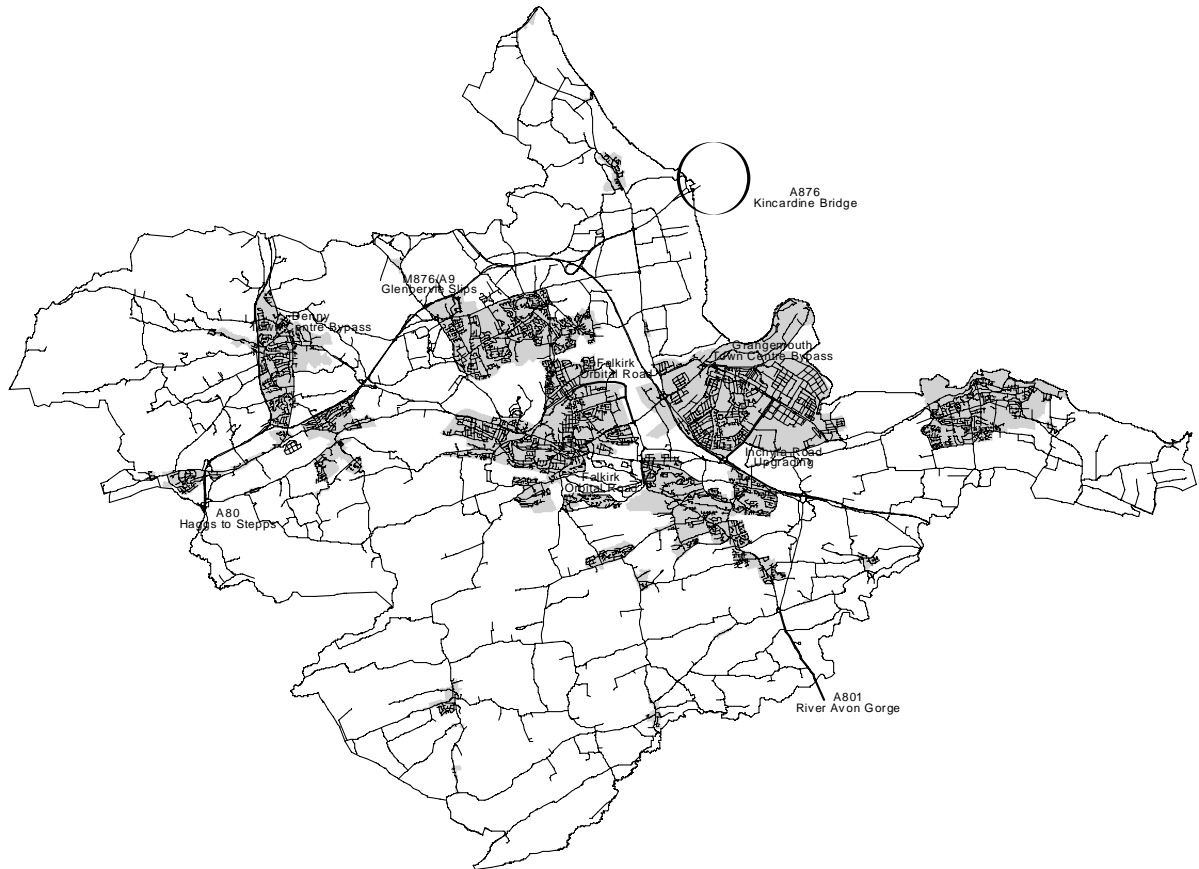 A876
Kincardine Bridge
M876/A9
Glenbervie Slips
Denny
Town Centre Bypass
Grangemouth
Town Centre Bypass
Falkirk
Orbital Road
Inchyra Road
Upgrading
Falkirk
Orbital Road
A80
Haggs to Stepps
A801
River Avon Gorge